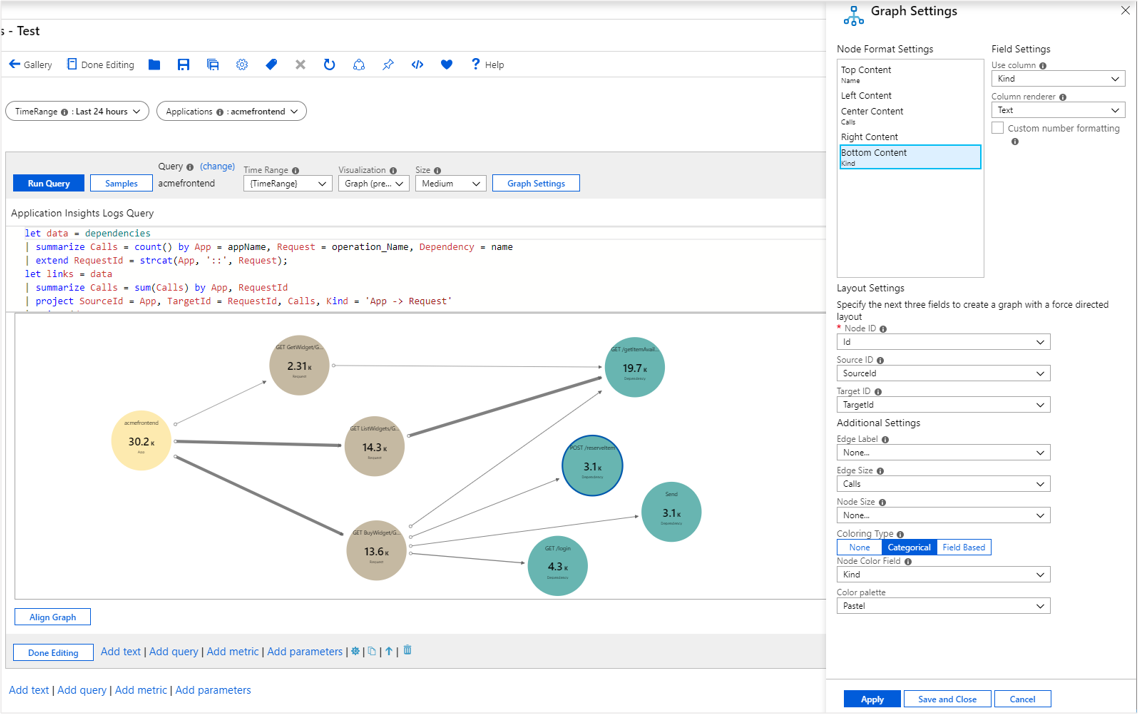 s - Test
Gallery
Done Editing
Help
TimeRange : Last 24 hours
Applications : acmefrontend
Query (change)
acmefrontend
Time Range
{TimeRange}
Visualization
Graph (pre...
Size
Medium
Run Query
Samples
Graph Settings
Application Insights Logs Query
let data = dependencies
| summarize Calls = count() by App = appName, Request = operation_Name, Dependency = name
| extend RequestId = strcat(App, '::', Request);
let links = data
| summarize Calls = sum(Calls) by App, RequestId
| project SourceId = App, TargetId = RequestId, Calls, Kind = 'App -> Request'
GET GetWidget/G...
2.31 K
Request
GET /getItemAvail...
19.7 K
Dependency
acmefrontend
30.2 K
App
GET ListWidgets/G...
14.3 K
Request
POST /reserveItem
3.1 K
Dependency
Send
3.1 K
Dependency
GET BuyWidget/G...
13.6 K
Request
GET /login
4.3 K
Dependency
Align Graph
Done Editing
Add text | Add query | Add metric | Add parameters |
Add text | Add query | Add metric | Add parameters
Graph Settings
Node Format Settings
Top Content
Name
Left Content
Center Content
Calls
Right Content
Bottom Content
Kind
Field Settings
Use column
Kind
Column renderer
Text
Custom number formatting
Layout Settings
Specify the next three fields to create a graph with a force directed
layout
* Node ID
Id
Source ID
SourceId
Target ID
TargetId
Additional Settings
Edge Label
None...
Edge Size
Calls
Node Size
None...
Coloring Type
None
Categorical
Field Based
Node Color Field
Kind
Color palette
Pastel
Apply
Save and Close
Cancel